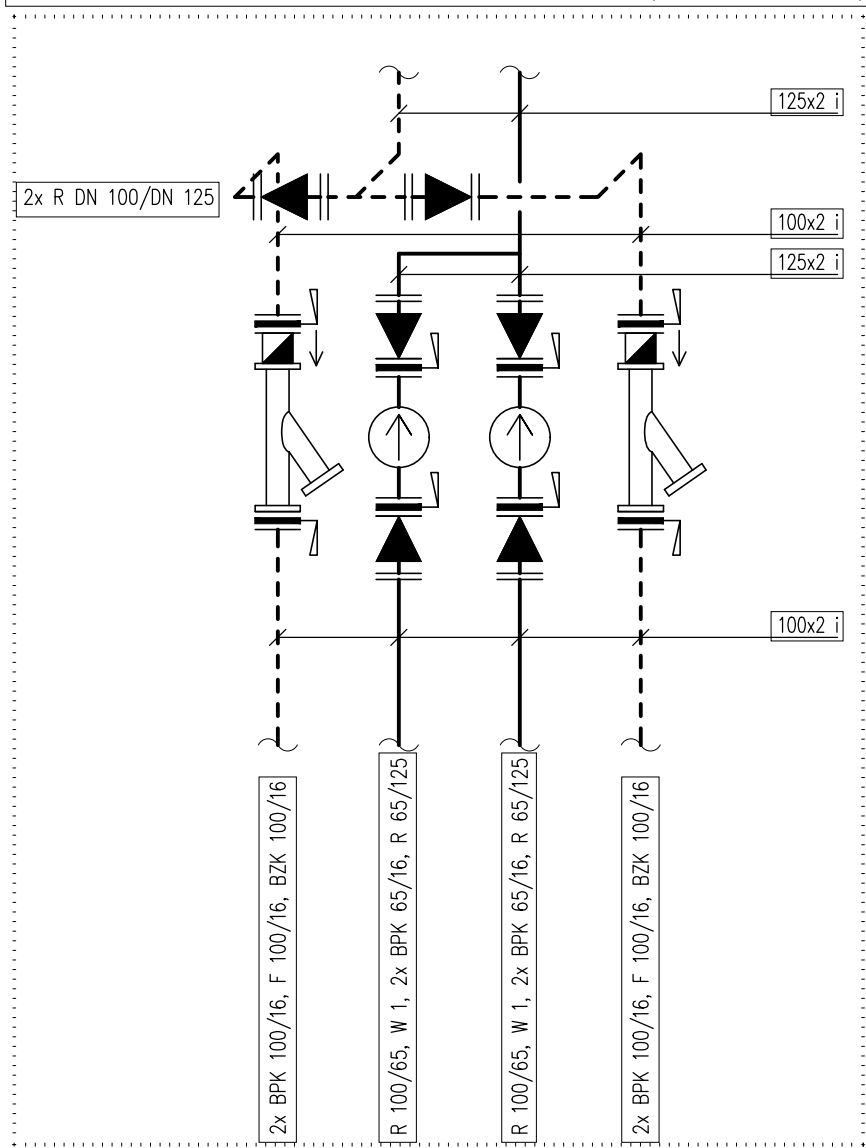 125x2 i
2x R DN 100/DN 125
100x2 i
125x2 i
100x2 i
2x BPK 100/16, F 100/16, BZK 100/16
R 100/65, W 1, 2x BPK 65/16, R 65/125
R 100/65, W 1, 2x BPK 65/16, R 65/125
2x BPK 100/16, F 100/16, BZK 100/16